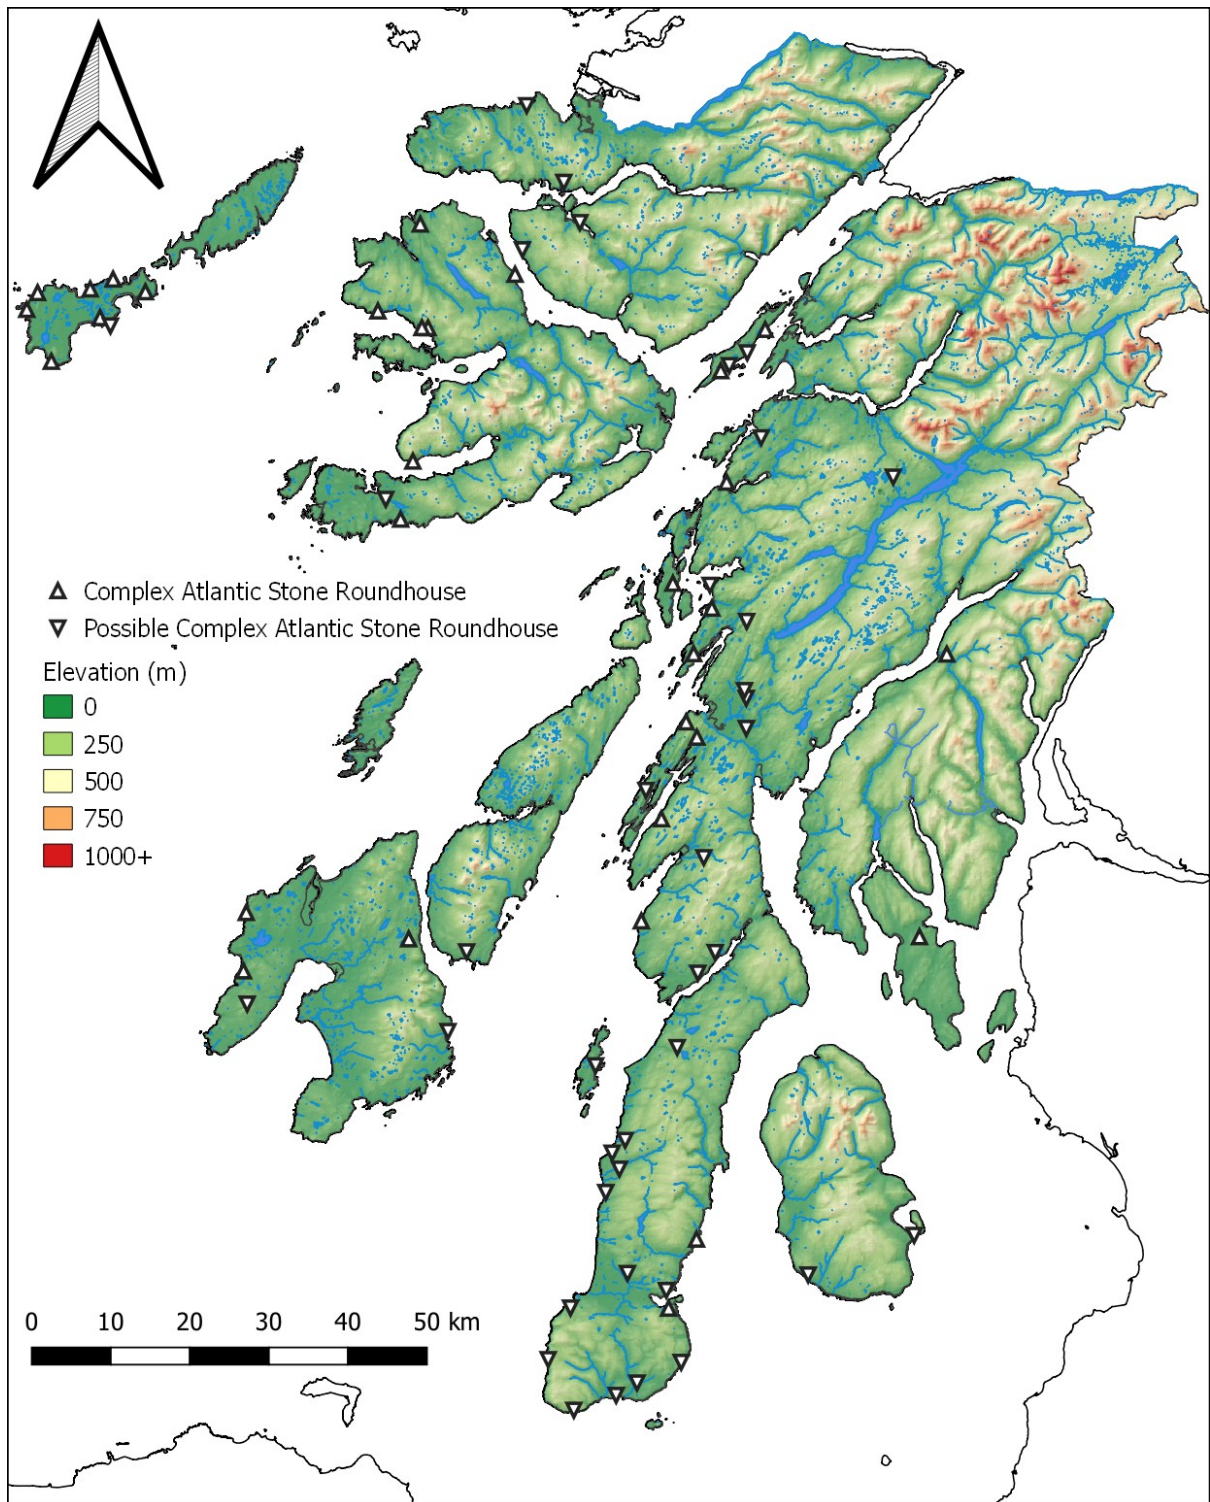 Complex Atlantic Stone Roundhouse
Possible Complex Atlantic Stone Roundhouse
Elevation (m)
0
250
500
750
1000+
0 10 20 30 40 50 km